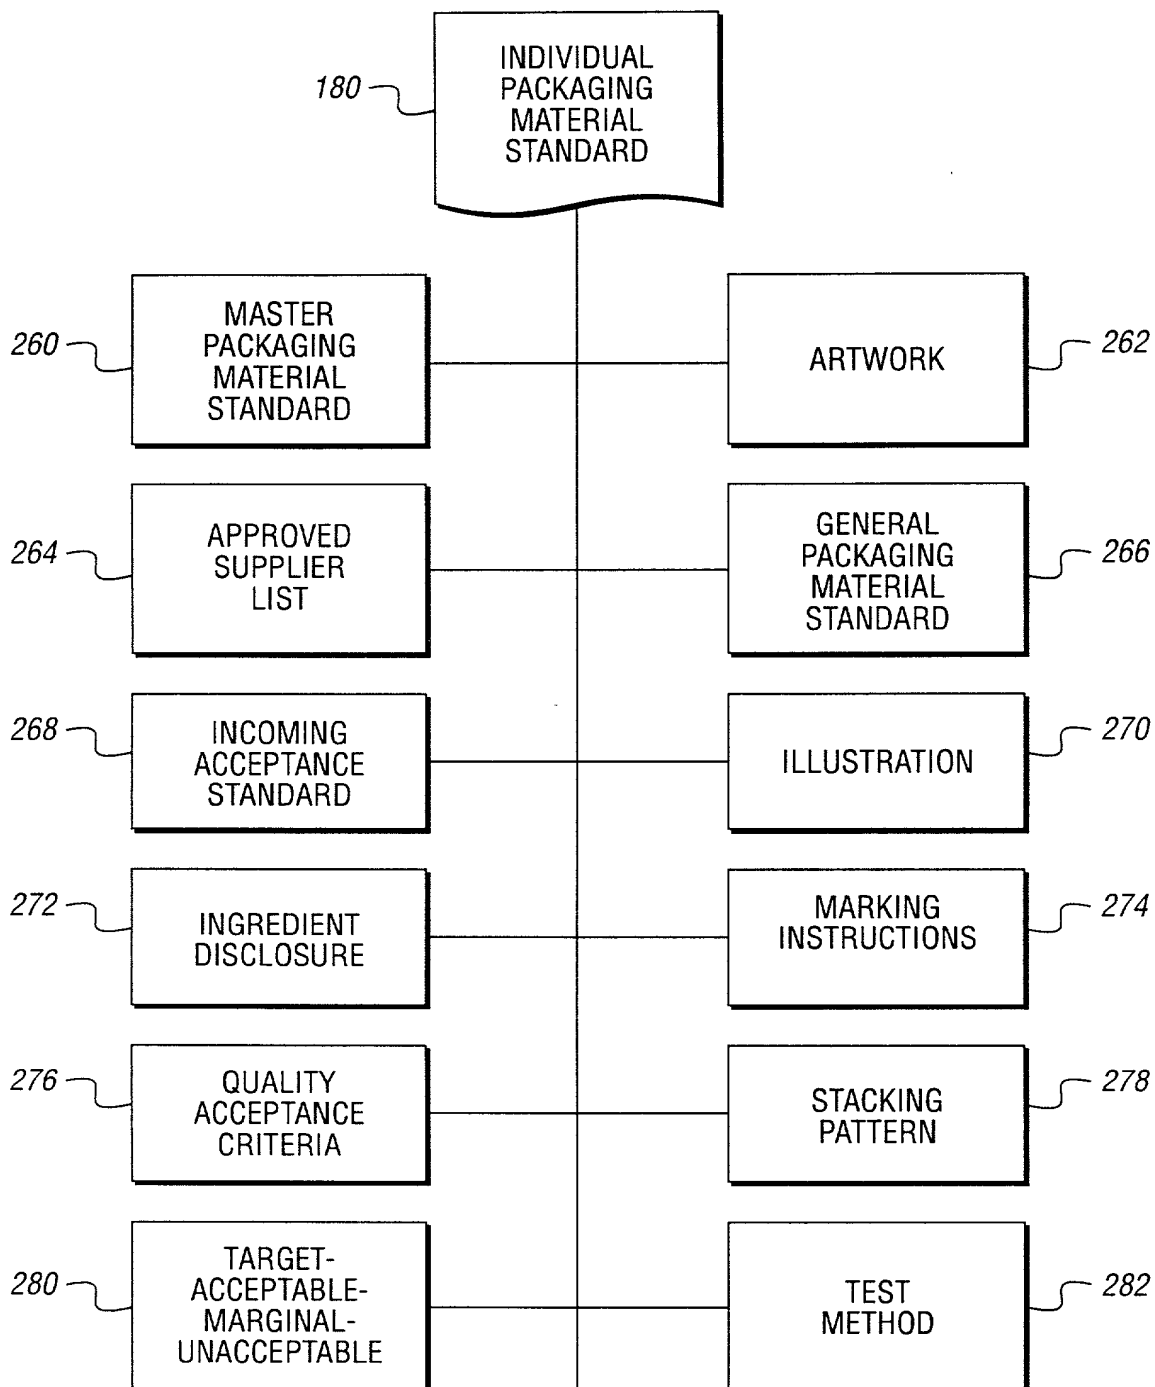 180
INDIVIDUAL
PACKAGING
MATERIAL
STANDARD
260
MASTER
PACKAGING
MATERIAL
STANDARD
ARTWORK
262
264
APPROVED
SUPPLIER
LIST
GENERAL
PACKAGING
MATERIAL
STANDARD
266
268
INCOMING
ACCEPTANCE
STANDARD
ILLUSTRATION
270
272
INGREDIENT
DISCLOSURE
MARKING
INSTRUCTIONS
274
276
QUALITY
ACCEPTANCE
CRITERIA
STACKING
PATTERN
278
280
TARGET-
ACCEPTABLE-
MARGINAL-
UNACCEPTABLE
TEST
METHOD
282